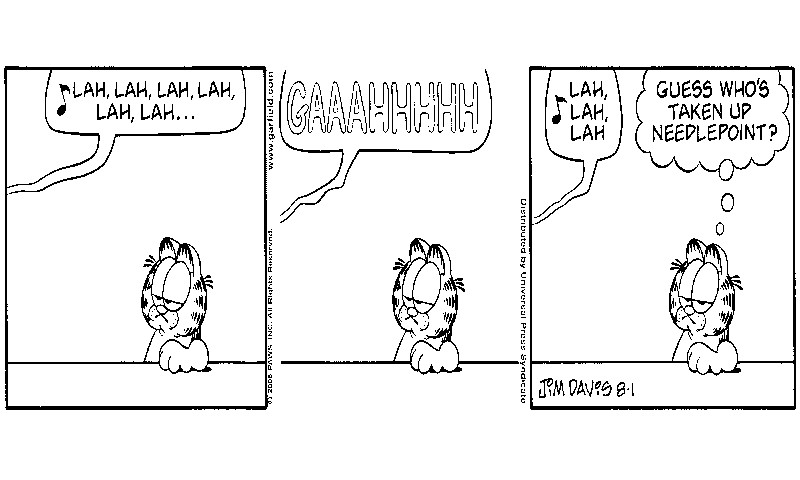 ♪LAH, LAH, LAH, LAH,
LAH, LAH...
www.garfield.com
© 2006 PAWS, INC. All Rights Reserved.
GAAAHHHHH
Distributed by Universal Press Syndicate
♪LAH,
LAH,
LAH
GUESS WHO'S
TAKEN UP
NEEDLEPOINT?
JIM DAVIS 8·1